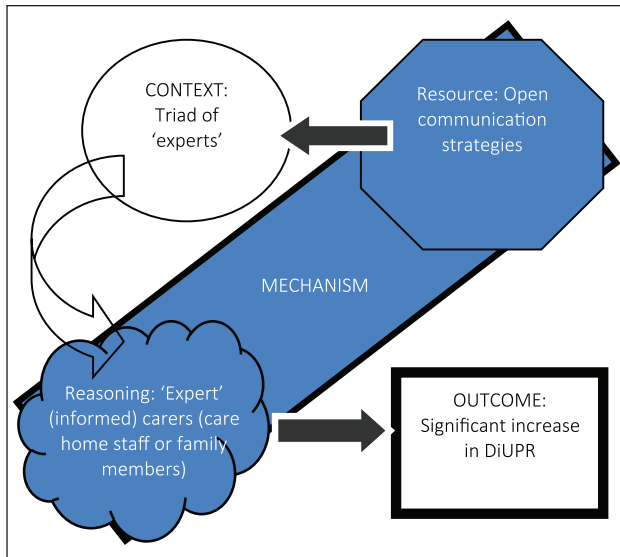 CONTEXT:
Triad of
‘experts’
Resource: Open
communication
strategies
MECHANISM
Reasoning: ‘Expert’
(informed) carers (care
home staff or family
members)
OUTCOME:
Significant increase
in DiUPR